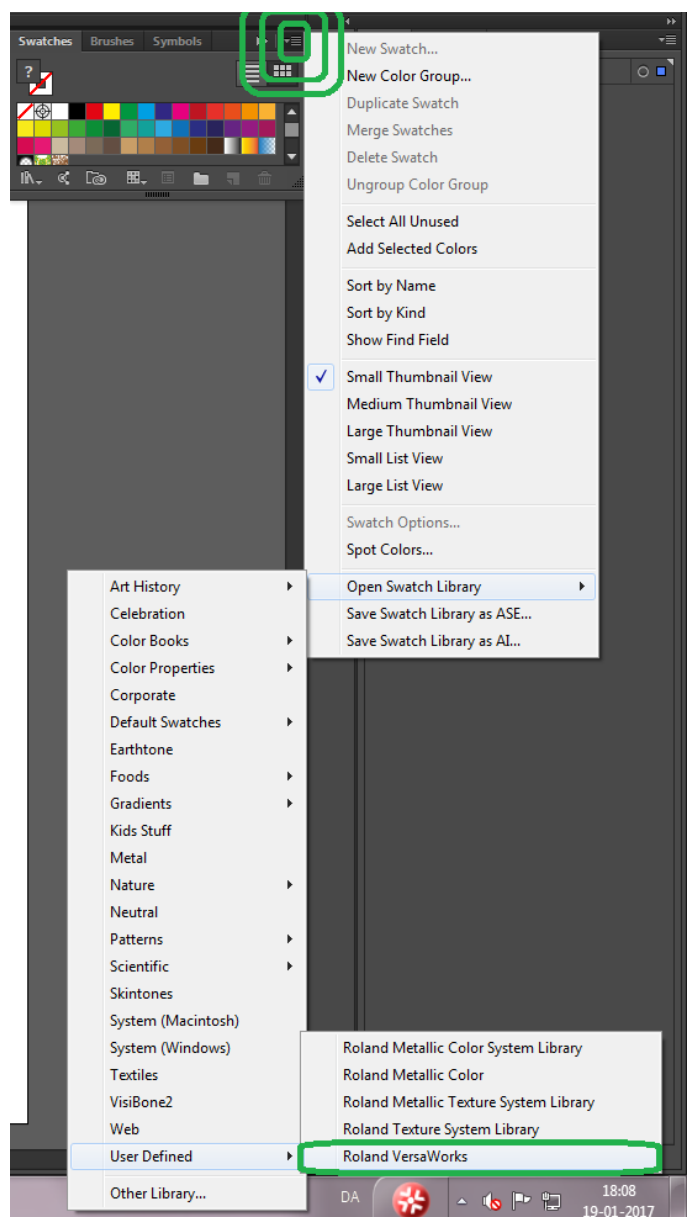 Swatches Brushes Symbols
?
New Swatch...
New Color Group...
Duplicate Swatch
Merge Swatches
Delete Swatch
Ungroup Color Group
Select All Unused
Add Selected Colors
Sort by Name
Sort by Kind
Show Find Field
Small Thumbnail View
Medium Thumbnail View
Large Thumbnail View
Small List View
Large List View
Swatch Options...
Spot Colors...
Open Swatch Library
Save Swatch Library as ASE...
Save Swatch Library as AI...
Art History
Celebration
Color Books
Color Properties
Corporate
Default Swatches
Earthtone
Foods
Gradients
Kids Stuff
Metal
Nature
Neutral
Patterns
Scientific
Skintones
System (Macintosh)
System (Windows)
Textiles
VisiBone2
Web
User Defined
Other Library...
Roland Metallic Color System Library
Roland Metallic Color
Roland Metallic Texture System Library
Roland Texture System Library
Roland VersaWorks
DA
18:08
19-01-2017